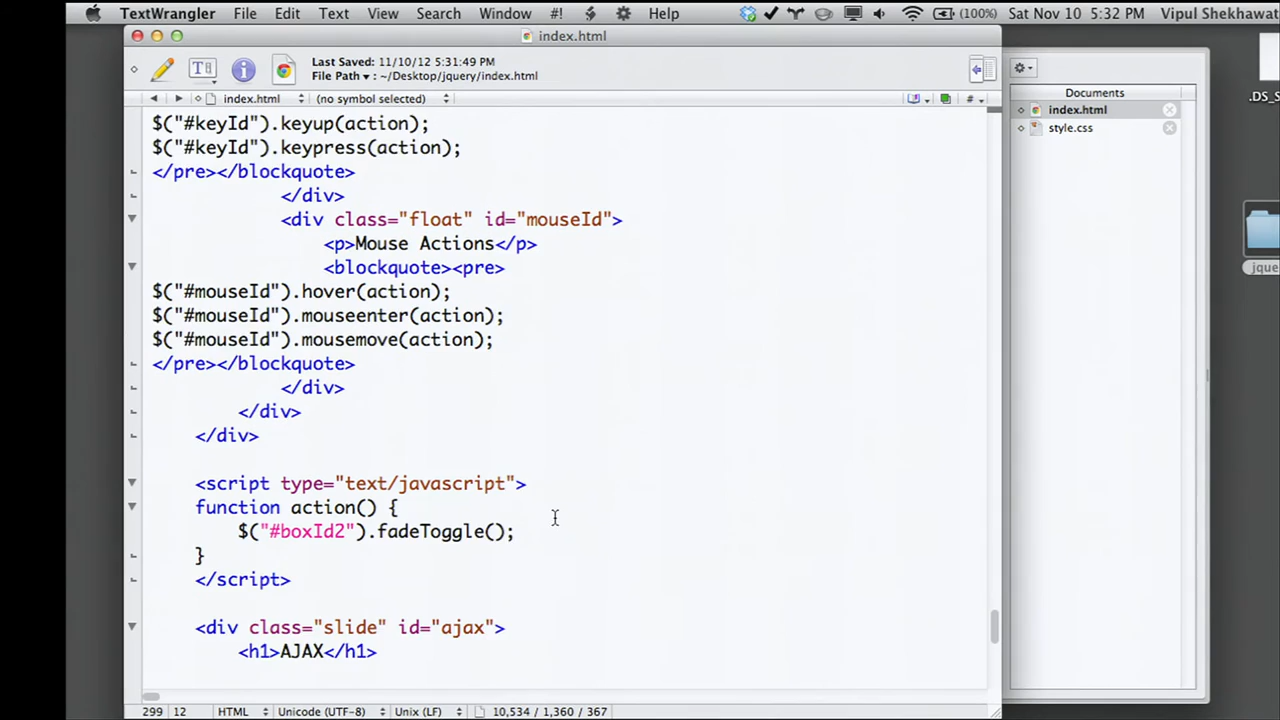 TextWrangler File Edit Text View Search Window #! Help (100%) Sat Nov 10 5:32 PM Vipul Shekhawat
index.html
Last Saved: 11/10/12 5:31:49 PM
File Path ▾ : ~/Desktop/jquery/index.html
index.html (no symbol selected) #
Documents
index.html
style.css
.DS_S
jque
$("#keyId").keyup(action);
$("#keyId").keypress(action);
</pre></blockquote>
</div>
<div class="float" id="mouseId">
<p>Mouse Actions</p>
<blockquote><pre>
$("#mouseId").hover(action);
$("#mouseId").mouseenter(action);
$("#mouseId").mousemove(action);
</pre></blockquote>
</div>
</div>
</div>
<script type="text/javascript">
function action() {
$("#boxId2").fadeToggle();
}
</script>
<div class="slide" id="ajax">
<h1>AJAX</h1>
299 12 HTML Unicode (UTF-8) Unix (LF) 10,534 / 1,360 / 367